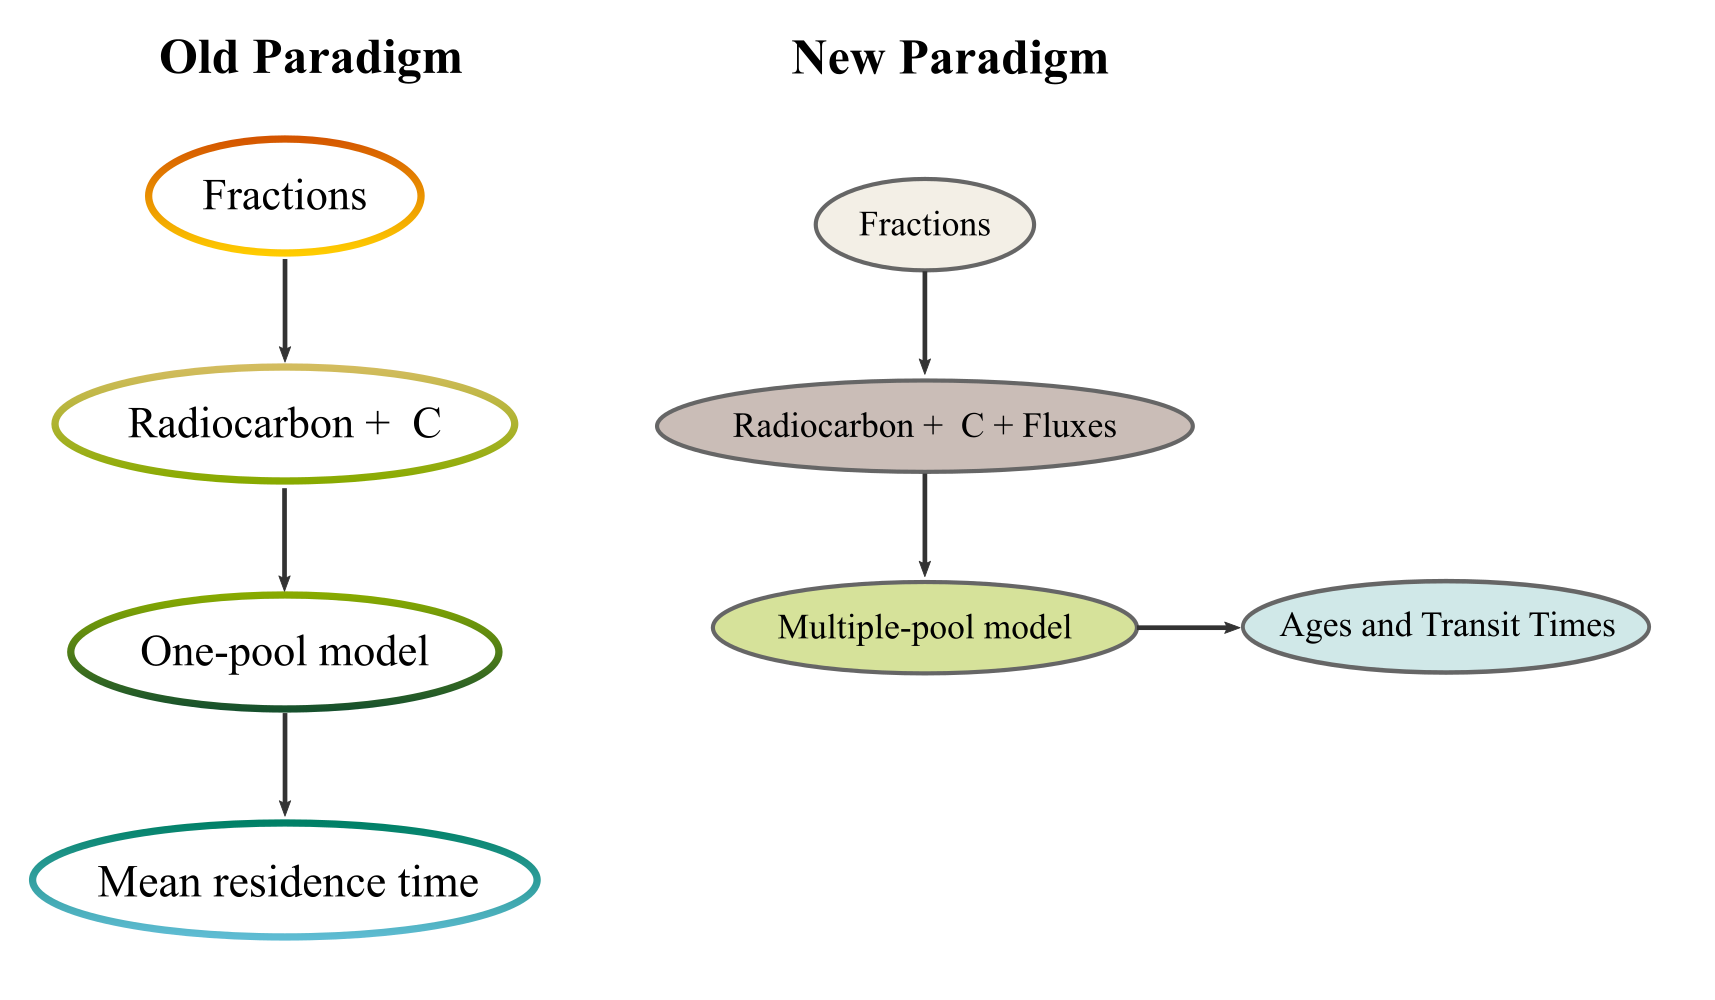 Old Paradigm
Fractions
Radiocarbon + C
One-pool model
Mean residence time
New Paradigm
Fractions
Radiocarbon + C + Fluxes
Multiple-pool model
Ages and Transit Times